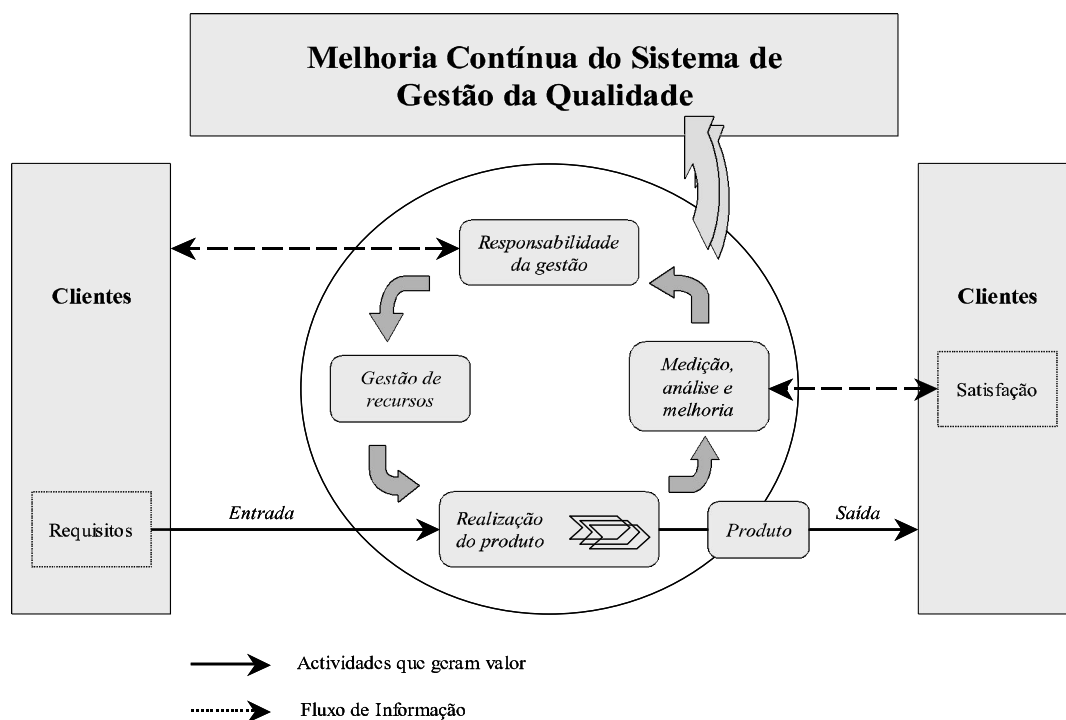 Melhoria Contínua do Sistema de
Gestão da Qualidade
Clientes
Requisitos
Responsabilidade
da gestão
Gestão de
recursos
Medição,
análise e
melhoria
Clientes
Satisfação
Entrada
Realização
do produto
Produto
Saída
Actividades que geram valor
Fluxo de Informação